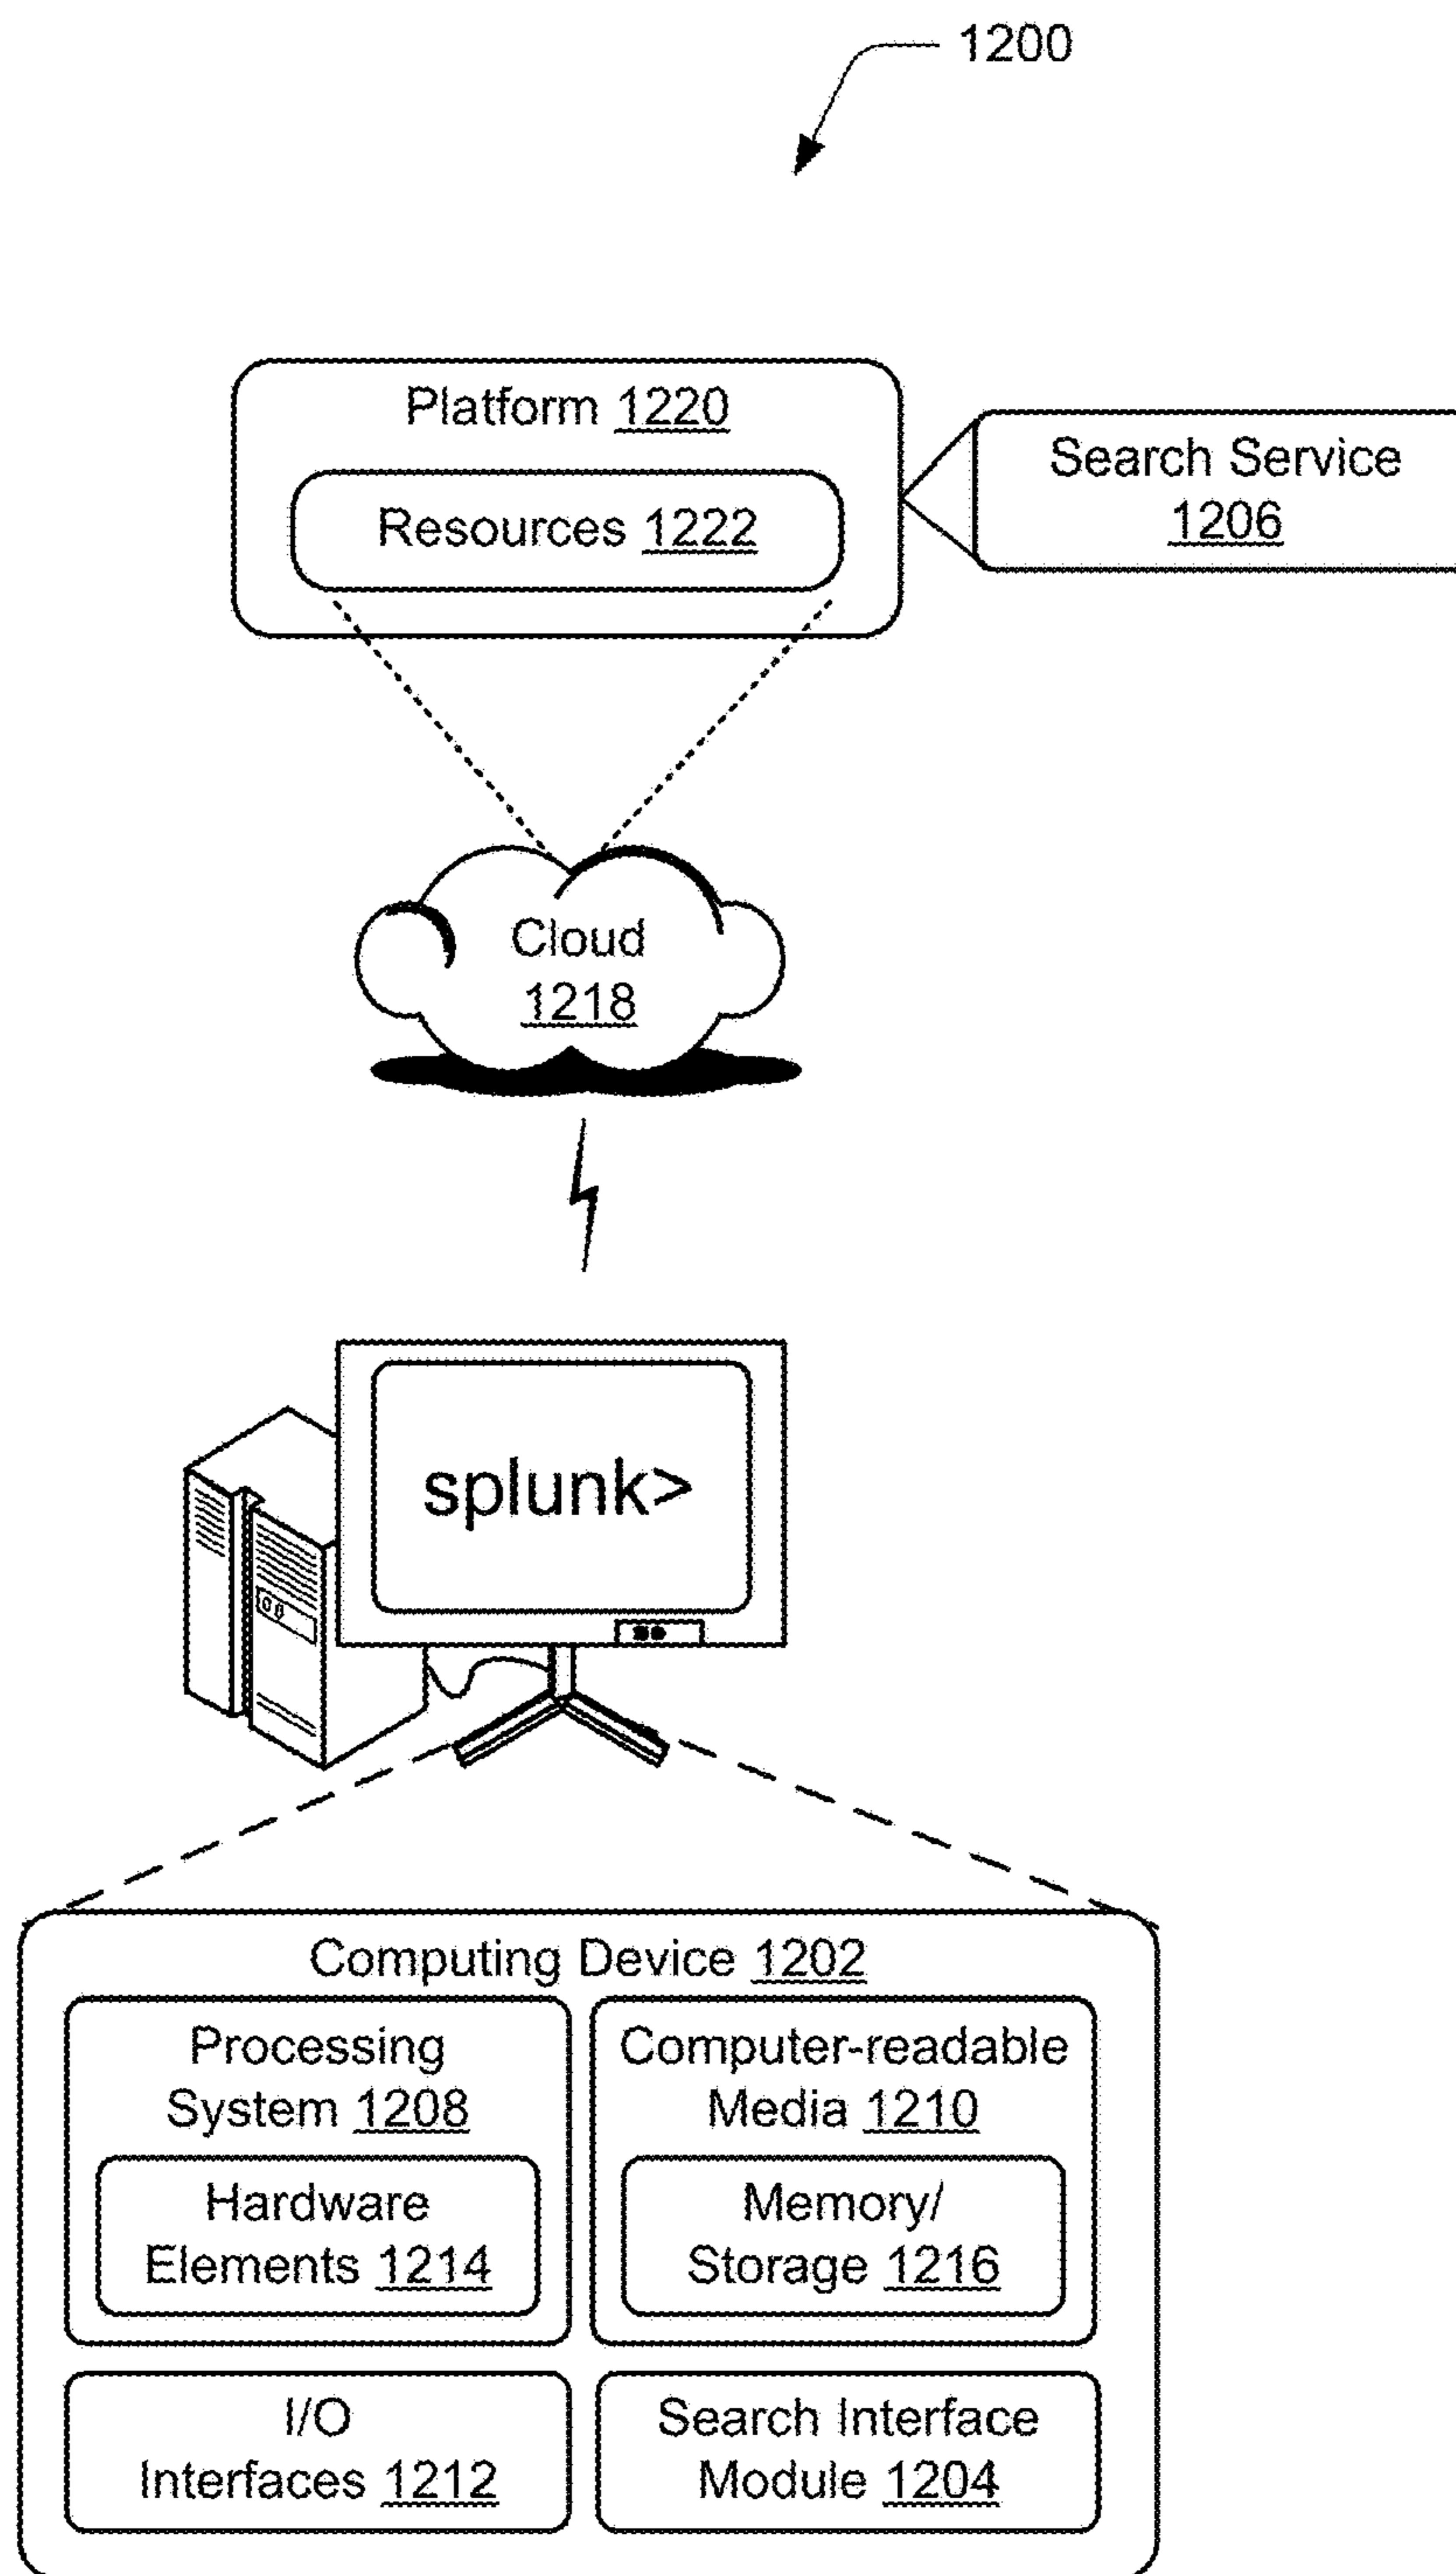 1200
Platform 1220
Resources 1222
Search Service
1206
Cloud
1218
splunk>
Computing Device 1202
Processing
System 1208
Hardware
Elements 1214
Computer-readable
Media 1210
Memory/
Storage 1216
I/O
Interfaces 1212
Search Interface
Module 1204